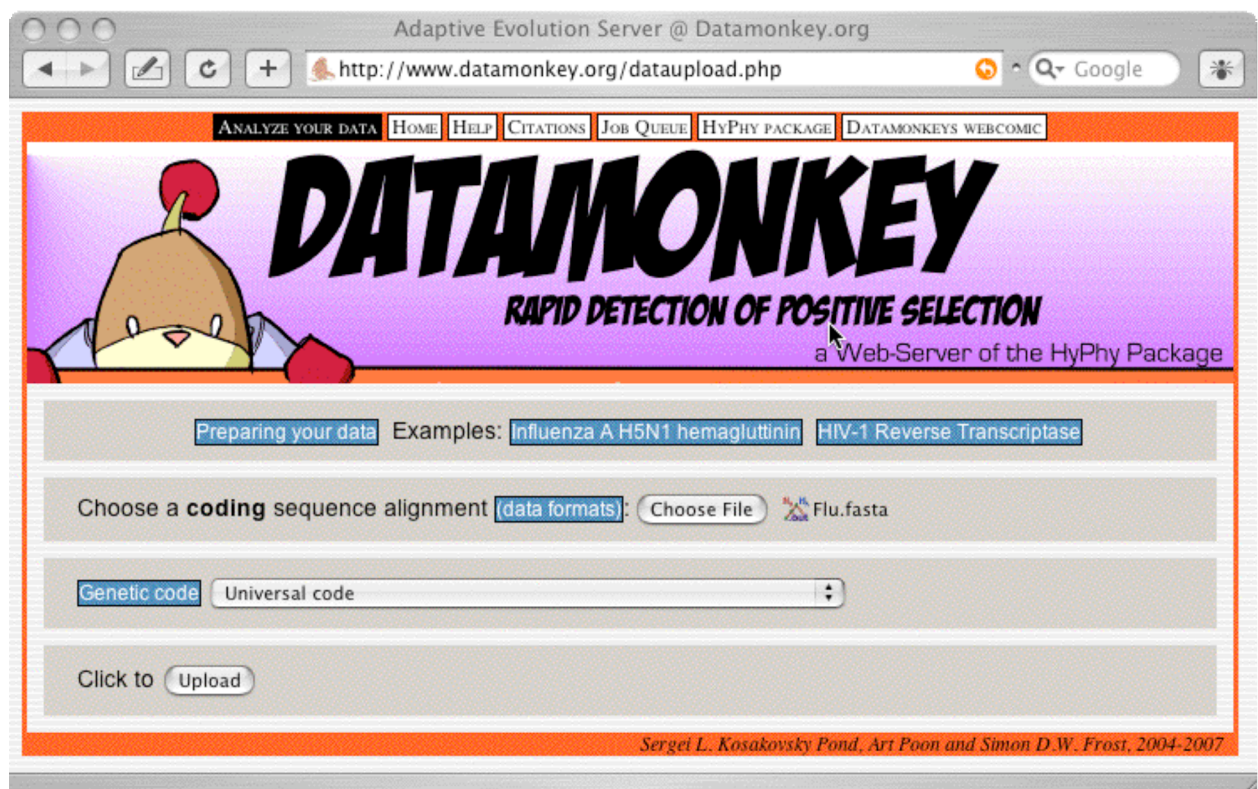 Adaptive Evolution Server @ Datamonkey.org
http://www.datamonkey.org/dataupload.php Google
ANALYZE YOUR DATA HOME HELP CITATIONS JOB QUEUE HYPHY PACKAGE DATAMONKEYS WEBCOMIC
DATAMONKEY
RAPID DETECTION OF POSITIVE SELECTION
a Web-Server of the HyPhy Package
Preparing your data Examples: Influenza A H5N1 hemagluttinin HIV-1 Reverse Transcriptase
Choose a coding sequence alignment (data formats): Choose File Flu.fasta
Genetic code Universal code
Click to Upload
Sergei L. Kosakovsky Pond, Art Poon and Simon D.W. Frost, 2004-2007